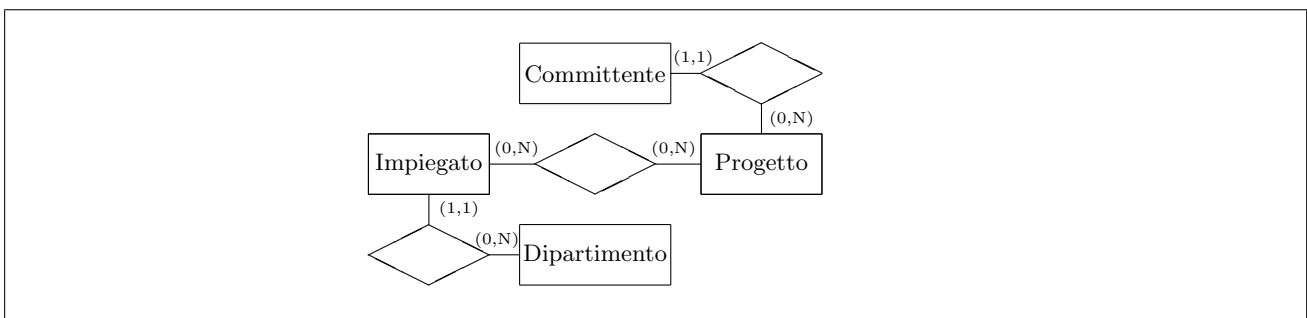 Committente (1,1)
(0,N)
Impiegato (0,N) (0,N) Progetto
(1,1)
(0,N) Dipartimento